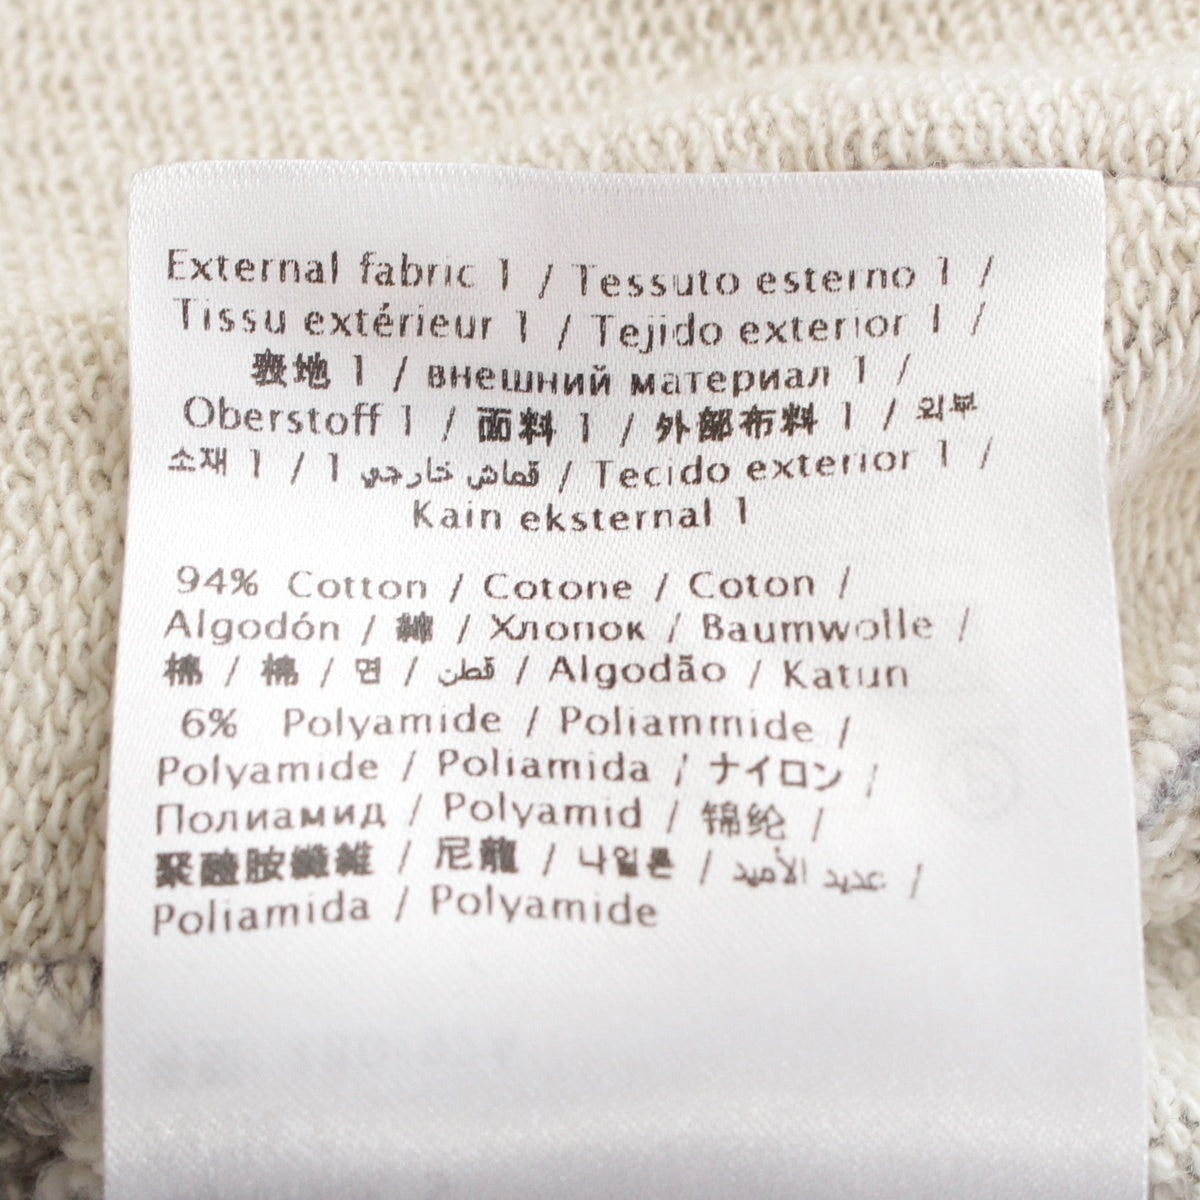 External fabric 1 / Tessuto esterno 1 /
Tissu extérieur 1 / Tejido exterior 1 /
表地 1 / внешний материал 1 /
Oberstoff 1 / 面料 1 / 外部布料 1 / 외부
소재 1 / 1 قماش خارجي / Tecido exterior 1 /
Kain eksternal 1
94% Cotton / Cotone / Coton /
Algodón / 綿 / Хлопок / Baumwolle /
棉 / 棉 / 면 / قطن / Algodão / Katun
6% Polyamide / Poliammide /
Polyamide / Poliamida / ナイロン /
Полиамид / Polyamid / 锦纶 /
聚醯胺纖維 / 尼龍 / 나일론 / عديد الأميد /
Poliamida / Polyamide